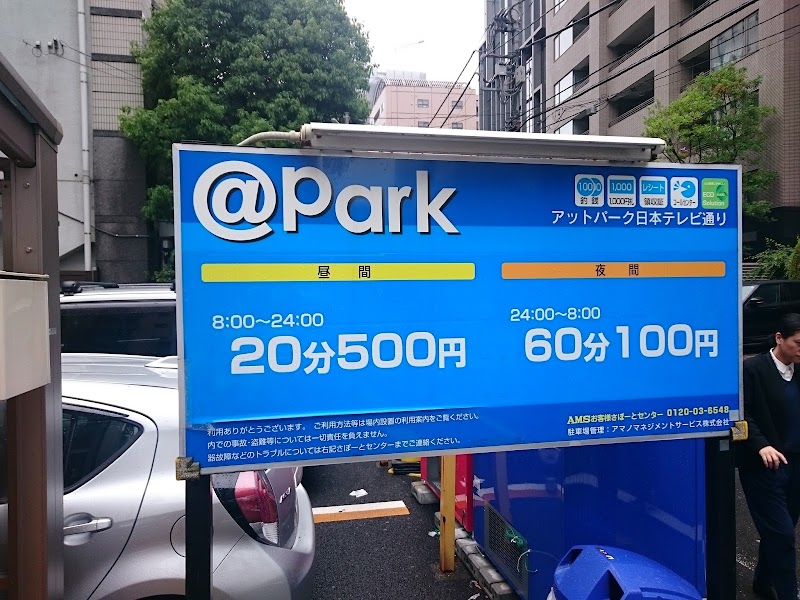 @Park
1000 1,000 レシート ECO Solution
釣銭 1,000円札 領収証 コールセンター
アットパーク日本テレビ通り
昼間
8:00～24:00
20分500円
夜間
24:00～8:00
60分100円
利用ありがとうございます。 ご利用方法等は場内設置の利用案内をご覧ください。
内での事故・盗難等については一切責任を負えません。
器故障などのトラブルについては右記さぽーとセンターまでご連絡ください。
AMSお客様さぽーとセンター 0120-03-6548
駐車場管理：アマノマネジメントサービス株式会社